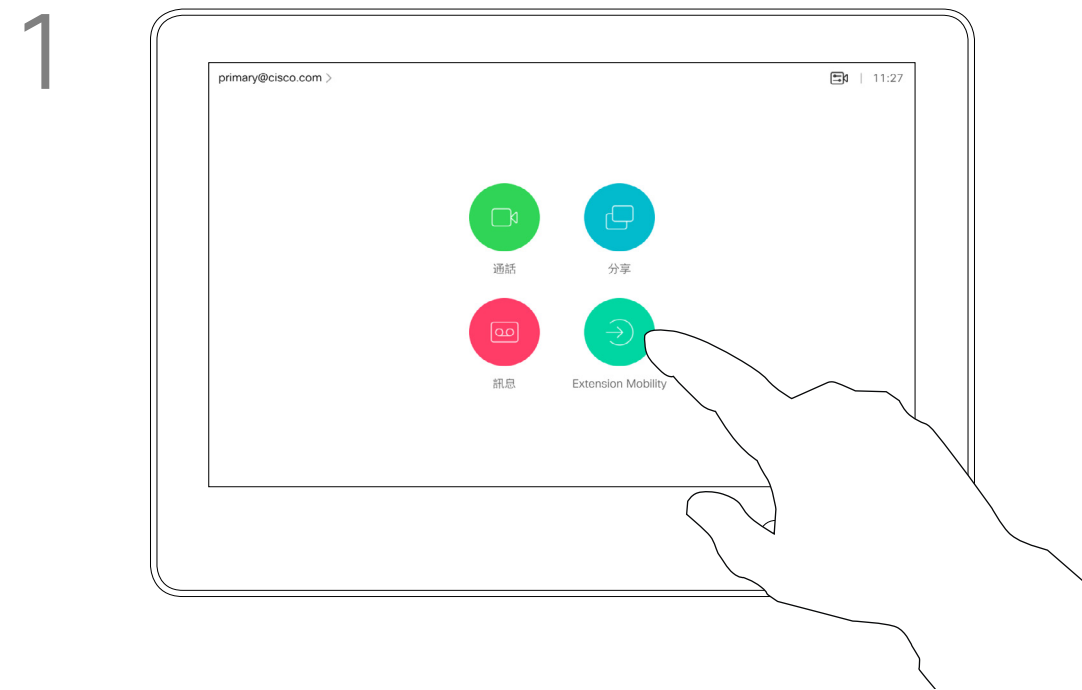 1
primary@cisco.com >
11:27
通話
分享
訊息
Extension Mobility